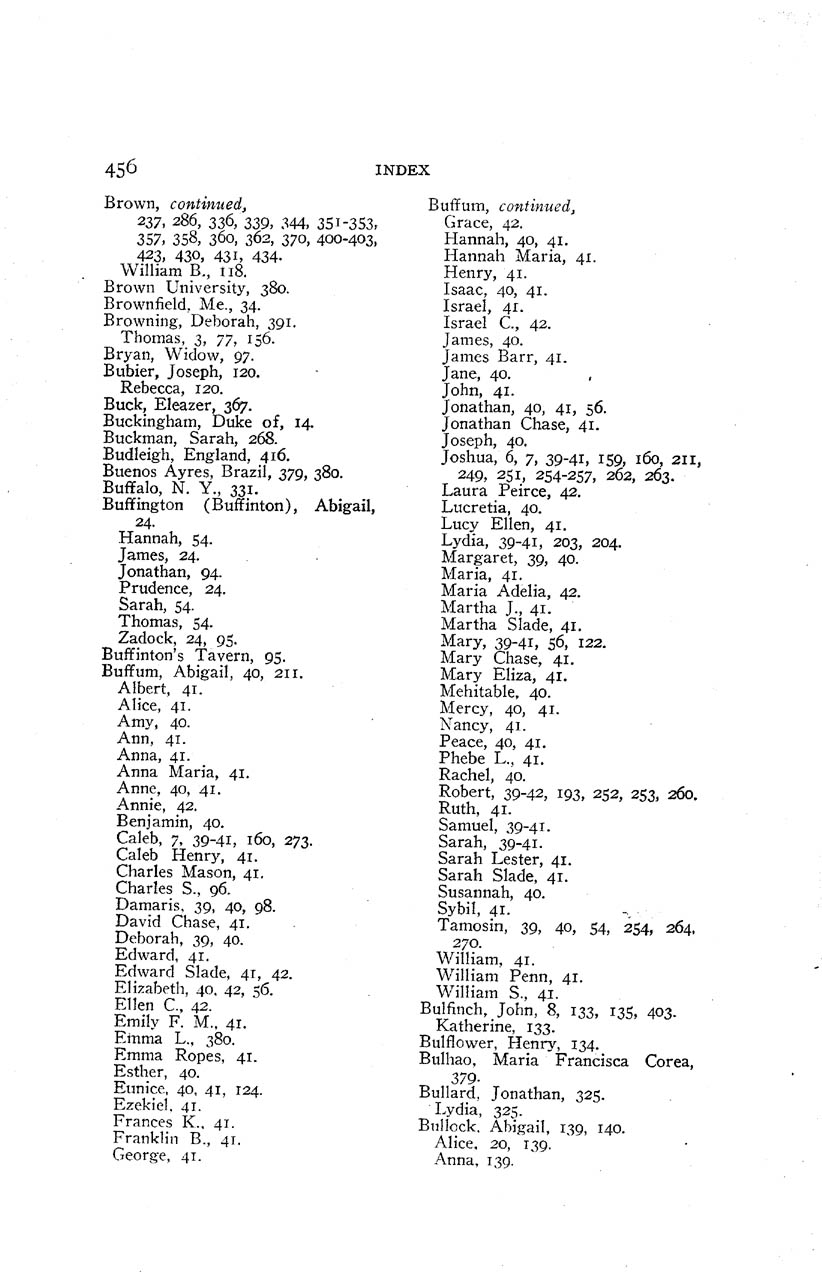 456
INDEX
Brown, continued,
237, 286, 336, 339, 344, 351-353,
357, 358, 360, 362, 370, 400-403,
423, 430, 431, 434.
William B., 118.
Brown University, 380.
Brownfield, Me., 34.
Browning, Deborah, 391.
Thomas, 3, 77, 156.
Bryan, Widow, 97.
Bubier, Joseph, 120.
Rebecca, 120.
Buck, Eleazer, 367.
Buckingham, Duke of, 14.
Buckman, Sarah, 268.
Budleigh, England, 416.
Buenos Ayres, Brazil, 379, 380.
Buffalo, N. Y., 331.
Buffington (Buffinton), Abigail,
24.
Hannah, 54.
James, 24.
Jonathan, 94.
Prudence, 24.
Sarah, 54.
Thomas, 54.
Zadock, 24, 95.
Buffinton's Tavern, 95.
Buffum, Abigail, 40, 211.
Albert, 41.
Alice, 41.
Amy, 40.
Ann, 41.
Anna, 41.
Anna Maria, 41.
Anne, 40, 41.
Annie, 42.
Benjamin, 40.
Caleb, 7, 39-41, 160, 273.
Caleb Henry, 41.
Charles Mason, 41.
Charles S., 96.
Damaris, 39, 40, 98.
David Chase, 41.
Deborah, 39, 40.
Edward, 41.
Edward Slade, 41, 42.
Elizabeth, 40, 42, 56.
Ellen C., 42.
Emily F. M., 41.
Emma L., 380.
Emma Ropes, 41.
Esther, 40.
Eunice, 40, 41, 124.
Ezekiel, 41.
Frances K., 41.
Franklin B., 41.
George, 41.
Buffum, continued,
Grace, 42.
Hannah, 40, 41.
Hannah Maria, 41.
Henry, 41.
Isaac, 40, 41.
Israel, 41.
Israel C., 42.
James, 40.
James Barr, 41.
Jane, 40.
John, 41.
Jonathan, 40, 41, 56.
Jonathan Chase, 41.
Joseph, 40.
Joshua, 6, 7, 39-41, 159, 160, 211,
249, 251, 254-257, 262, 263.
Laura Peirce, 42.
Lucretia, 40.
Lucy Ellen, 41.
Lydia, 39-41, 203, 204.
Margaret, 39, 40.
Maria, 41.
Maria Adelia, 42.
Martha J., 41.
Martha Slade, 41.
Mary, 39-41, 56, 122.
Mary Chase, 41.
Mary Eliza, 41.
Mehitable, 40.
Mercy, 40, 41.
Nancy, 41.
Peace, 40, 41.
Phebe L., 41.
Rachel, 40.
Robert, 39-42, 193, 252, 253, 260.
Ruth, 41.
Samuel, 39-41.
Sarah, 39-41.
Sarah Lester, 41.
Sarah Slade, 41.
Susannah, 40.
Sybil, 41.
Tamosin, 39, 40, 54, 254, 264,
270.
William, 41.
William Penn, 41.
William S., 41.
Bulfinch, John, 8, 133, 135, 403.
Katherine, 133.
Bulflower, Henry, 134.
Bulhao, Maria Francisca Corea,
379.
Bullard, Jonathan, 325.
Lydia, 325.
Bullock, Abigail, 139, 140.
Alice, 20, 139.
Anna, 139.